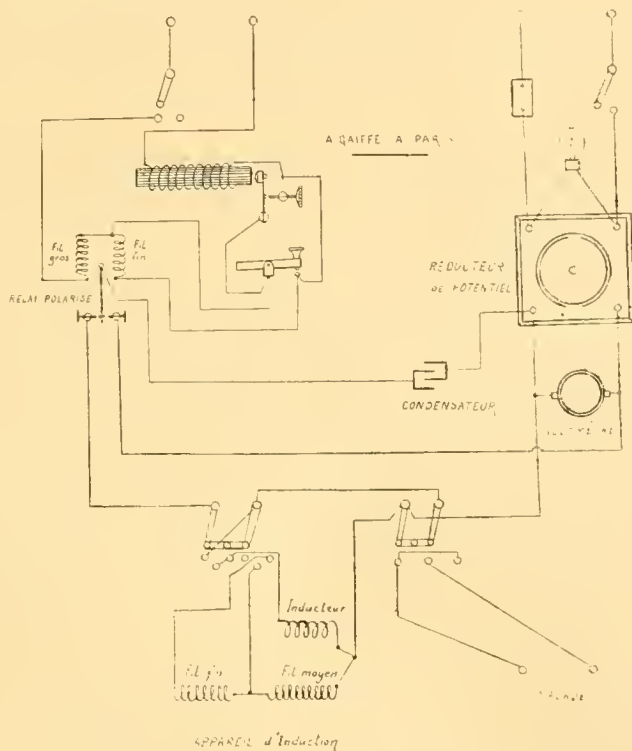 A GAIFFE A PAR
Fil gros
Fil fin
RELAI POLARISÉ
RÉDUCTEUR
DE POTENTIEL
C
CONDENSATEUR
Inducteur
Fil fin
Fil moyen
APPAREIL d'Induction